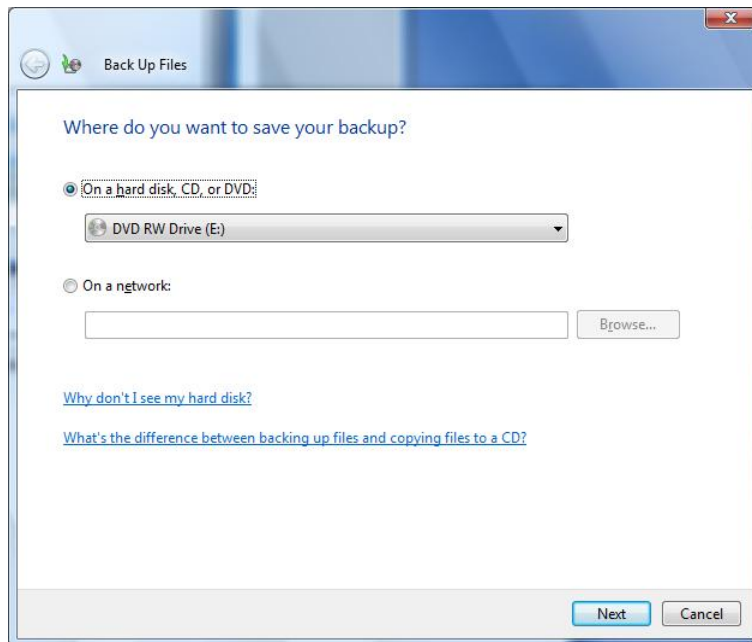 Back Up Files
Where do you want to save your backup?
On a hard disk, CD, or DVD:
DVD RW Drive (E:)
On a network:
Browse...
Why don't I see my hard disk?
What's the difference between backing up files and copying files to a CD?
Next Cancel